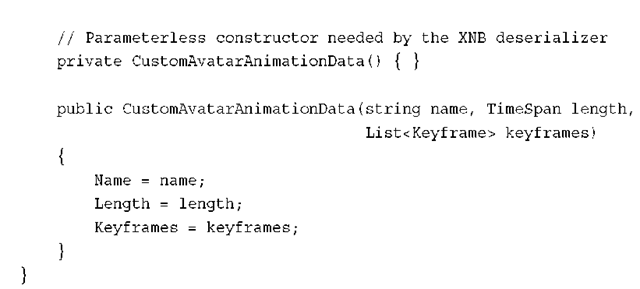 // Parameterless constructor needed by the XNB deserializer
private CustomAvatarAnimationData() { }
public CustomAvatarAnimationData(string name, TimeSpan length,
List<Keyframe> keyframes)
{
Name = name;
Length = length;
Keyframes = keyframes;
}
}